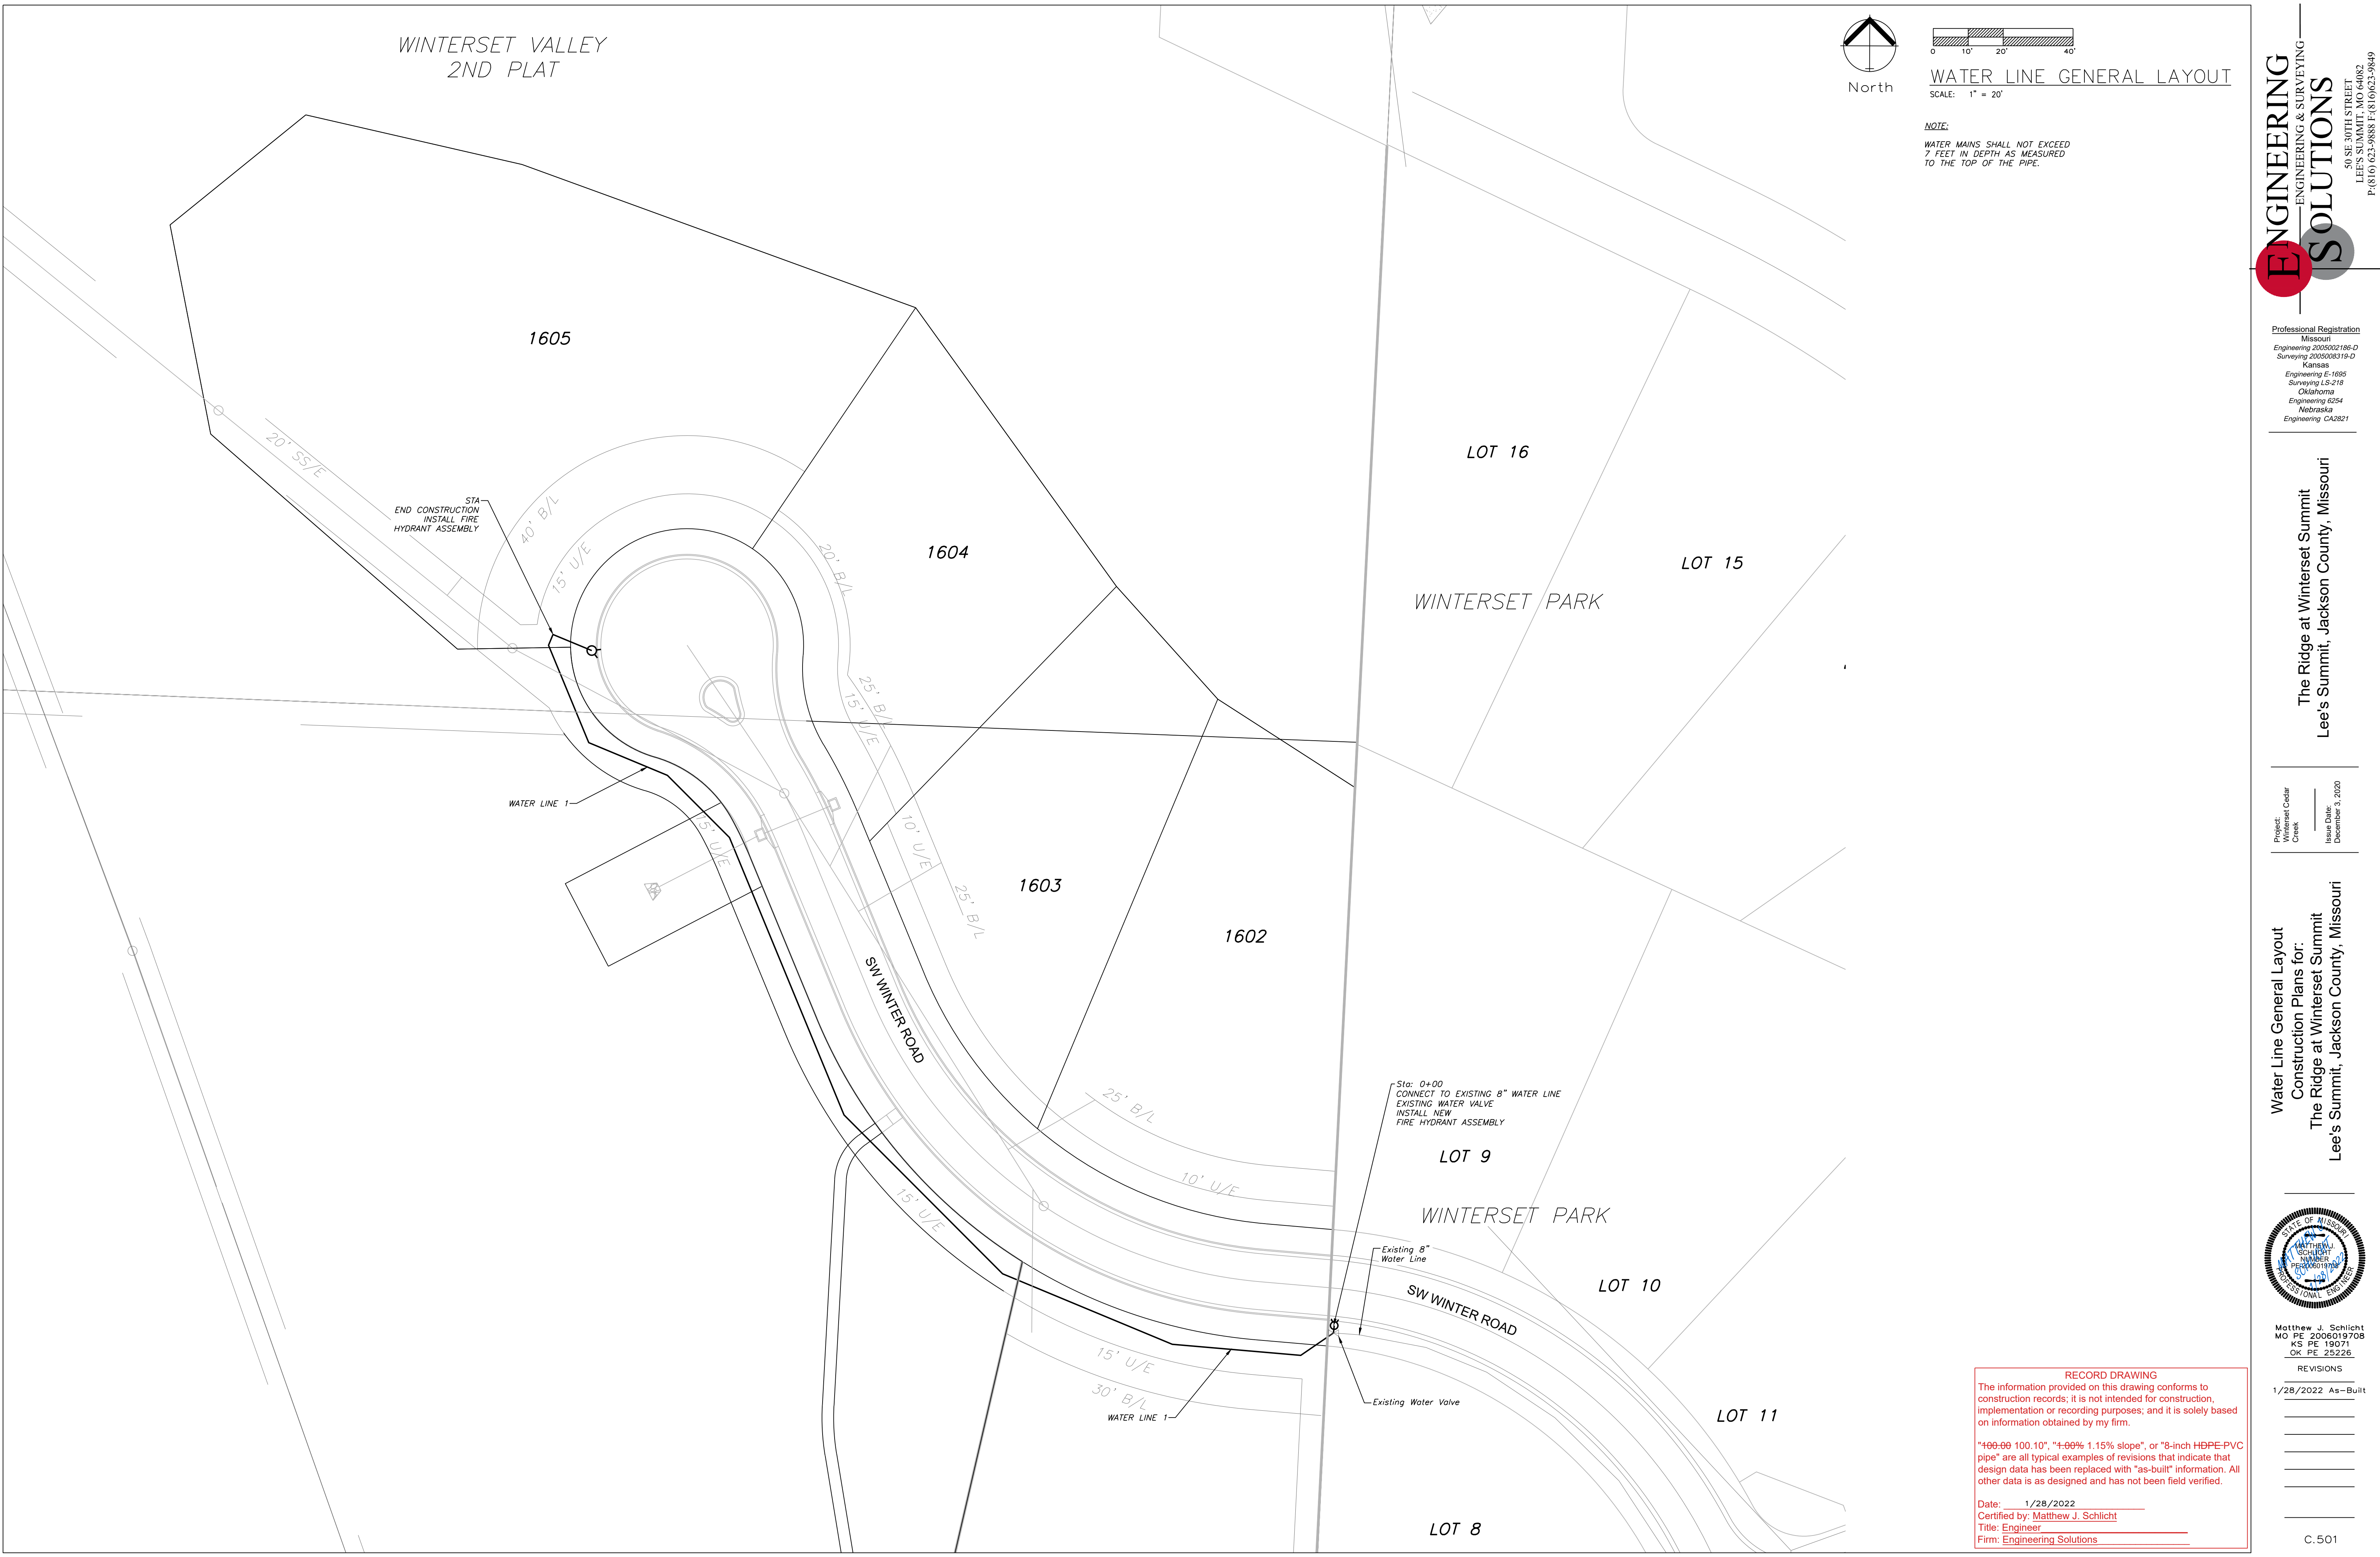 WINTERSET VALLEY
2ND PLAT
North
0 10' 20' 40'
WATER LINE GENERAL LAYOUT
SCALE: 1" = 20'
NOTE:
WATER MAINS SHALL NOT EXCEED
7 FEET IN DEPTH AS MEASURED
TO THE TOP OF THE PIPE.
1605
20' SS/E
STA
END CONSTRUCTION
INSTALL FIRE
HYDRANT ASSEMBLY
40' B/L
15' U/E
20' B/L
1604
LOT 16
LOT 15
WINTERSET PARK
25' B/L
15' U/E
WATER LINE 1
15' U/E
10' U/E
25' B/L
1603
1602
SW WINTER ROAD
25' B/L
10' U/E
Sta: 0+00
CONNECT TO EXISTING 8" WATER LINE
EXISTING WATER VALVE
INSTALL NEW
FIRE HYDRANT ASSEMBLY
LOT 9
15' U/E
WINTERSET PARK
Existing 8"
Water Line
LOT 10
SW WINTER ROAD
15' U/E
30' B/L
WATER LINE 1
Existing Water Valve
LOT 11
LOT 8
RECORD DRAWING
The information provided on this drawing conforms to
construction records; it is not intended for construction,
implementation or recording purposes; and it is solely based
on information obtained by my firm.
"100.00 100.10", "1.00% 1.15% slope", or "8-inch HDPE PVC
pipe" are all typical examples of revisions that indicate that
design data has been replaced with "as-built" information. All
other data is as designed and has not been field verified.
Date: 1/28/2022
Certified by: Matthew J. Schlicht
Title: Engineer
Firm: Engineering Solutions
ENGINEERING
ENGINEERING & SURVEYING
SOLUTIONS
50 SE 30TH STREET
LEE'S SUMMIT, MO 64082
P:(816) 623-9888 F:(816)623-9849
Professional Registration
Missouri
Engineering 2005002186-D
Surveying 2005008319-D
Kansas
Engineering E-1695
Surveying LS-218
Oklahoma
Engineering 6254
Nebraska
Engineering CA2821
The Ridge at Winterset Summit
Lee's Summit, Jackson County, Missouri
Project:
Winterset Cedar
Creek
Issue Date:
December 3, 2020
Water Line General Layout
Construction Plans for:
The Ridge at Winterset Summit
Lee's Summit, Jackson County, Missouri
STATE OF MISSOURI
MATTHEW J.
SCHLICHT
NUMBER
PE-2006019708
PROFESSIONAL ENGINEER
MATTHEW J
SCHLICHT
1/28/2022
Matthew J. Schlicht
MO PE 2006019708
KS PE 19071
OK PE 25226
REVISIONS
1/28/2022 As-Built
C.501